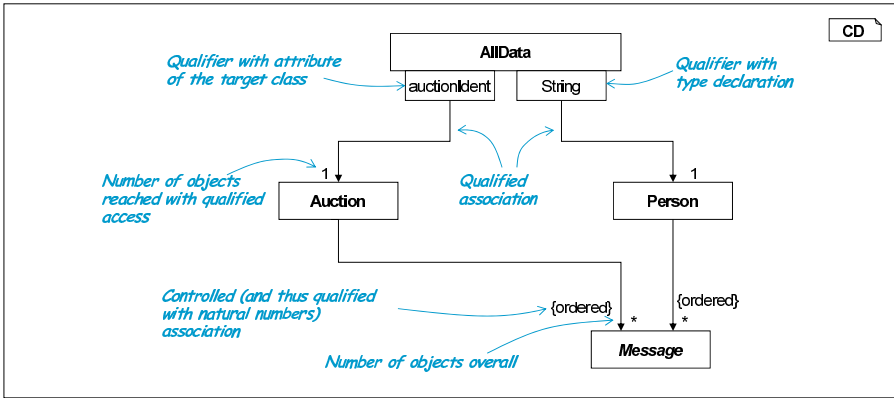 CD
AllData
Qualifier with attribute
of the target class
auctionIdent
String
Qualifier with
type declaration
Number of objects
reached with qualified
access
1
Qualified
association
1
Auction
Person
Controlled (and thus qualified
with natural numbers)
association
{ordered}
*
{ordered}
*
Number of objects overall
Message